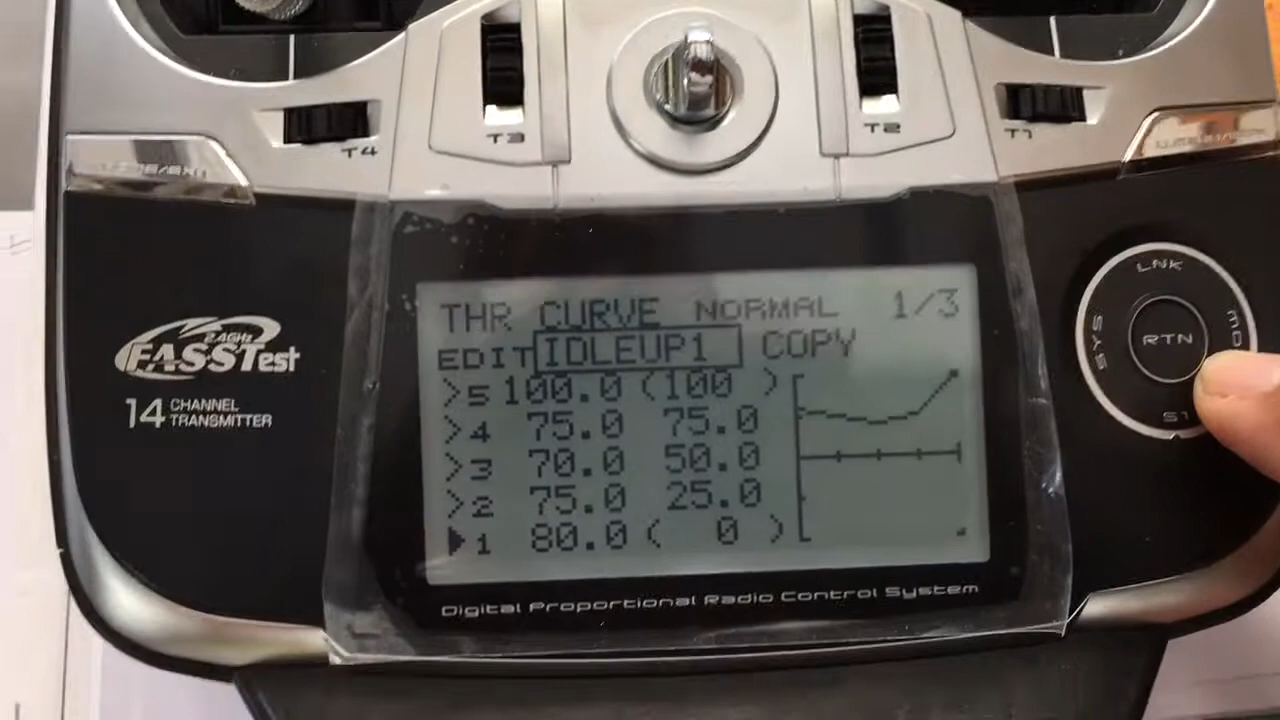 T4
T3
T2
T1
THR CURVE NORMAL 1/3
EDIT IDLEUP1 COPY
>5 100.0 (100 )
>4 75.0 75.0
>3 70.0 50.0
>2 75.0 25.0
▶1 80.0 ( 0 )
2.4GHz
FASSTest
14 CHANNEL
TRANSMITTER
LNK
SYS
RTN
S1
Digital Proportional Radio Control System